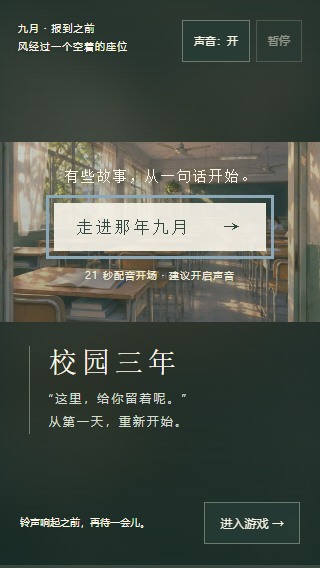 九月 · 报到之前
风经过一个空着的座位
声音：开
暂停
有些故事，从一句话开始。
走进那年九月 →
21 秒配音开场 · 建议开启声音
校园三年
“这里，给你留着呢。”
从第一天，重新开始。
铃声响起之前，再待一会儿。
进入游戏 →